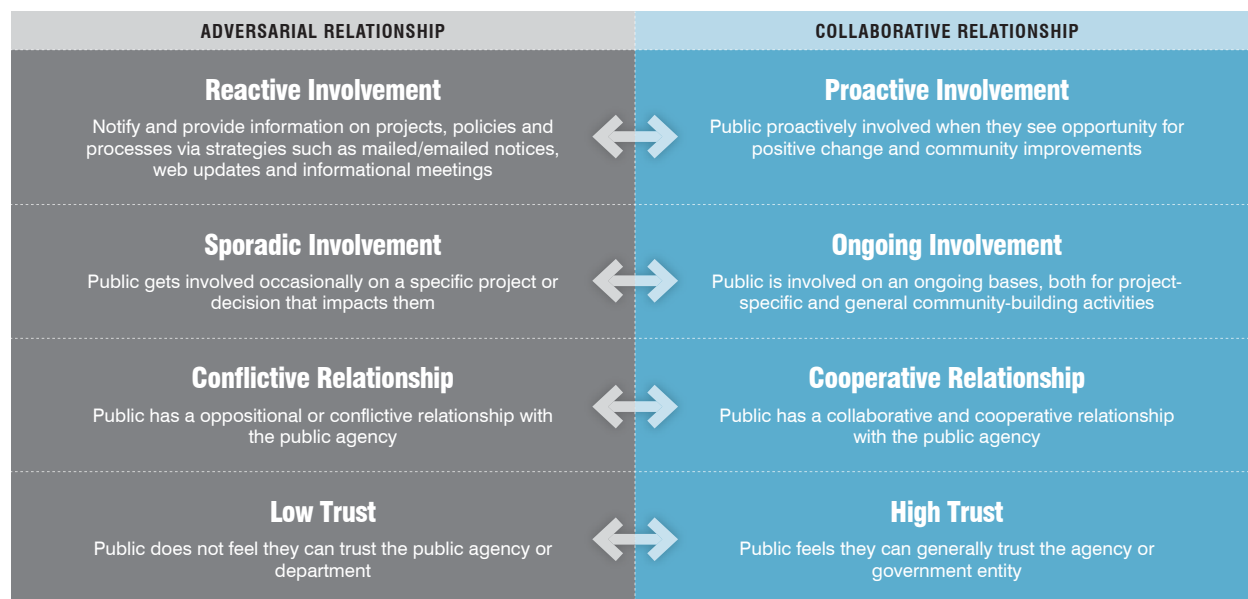 ADVERSARIAL RELATIONSHIP
COLLABORATIVE RELATIONSHIP
Reactive Involvement
Notify and provide information on projects, policies and
processes via strategies such as mailed/emailed notices,
web updates and informational meetings
Proactive Involvement
Public proactively involved when they see opportunity for
positive change and community improvements
Sporadic Involvement
Public gets involved occasionally on a specific project or
decision that impacts them
Ongoing Involvement
Public is involved on an ongoing bases, both for project-
specific and general community-building activities
Conflictive Relationship
Public has a oppositional or conflictive relationship with
the public agency
Cooperative Relationship
Public has a collaborative and cooperative relationship
with the public agency
Low Trust
Public does not feel they can trust the public agency or
department
High Trust
Public feels they can generally trust the agency or
government entity